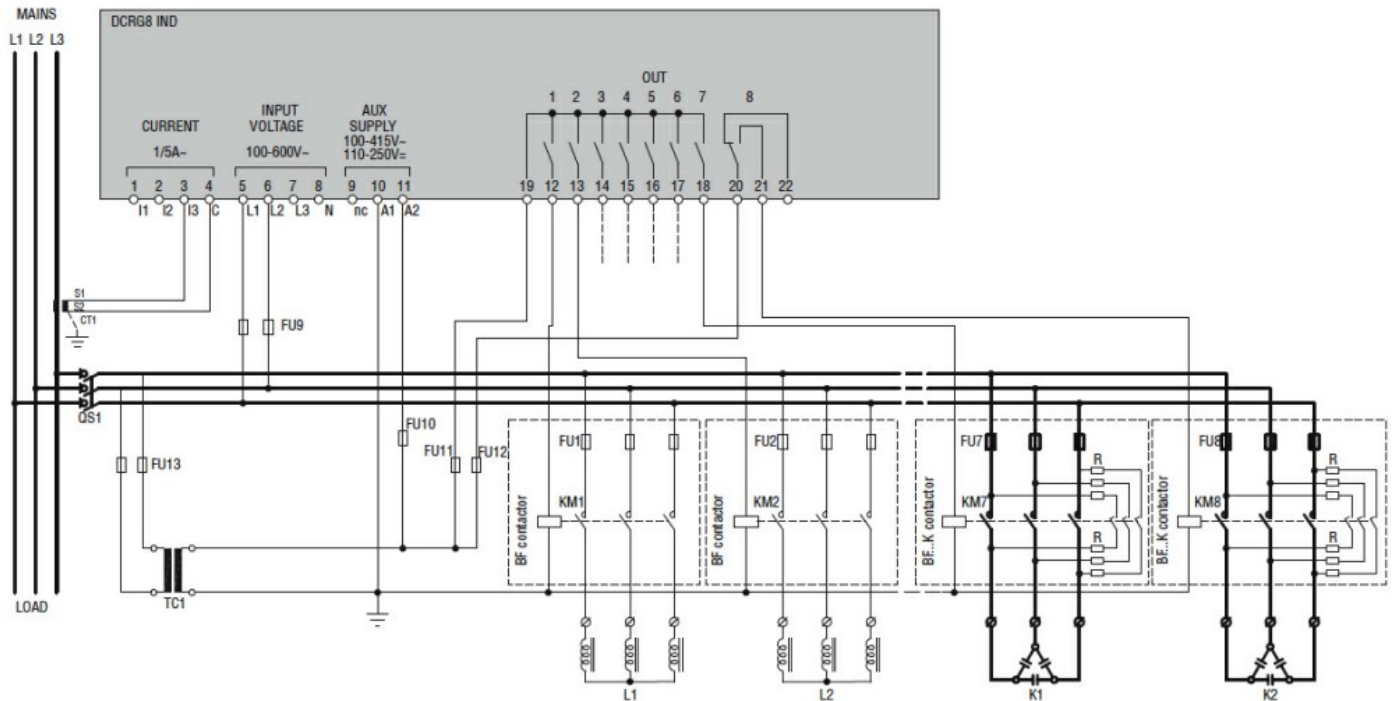 MAINS
L1 L2 L3
DCRG8 IND
OUT
1 2 3 4 5 6 7 8
CURRENT
1/5A~
INPUT
VOLTAGE
100-600V~
AUX
SUPPLY
100-415V~
110-250V=
1 2 3 4 5 6 7 8 9 10 11 19 12 13 14 15 16 17 18 20 21 22
I1 I2 I3 C L1 L2 L3 N nc A1 A2
S1
S2
CT1
FU9
QS1
FU10
FU13
FU11
FU12
FU1
FU2
FU7
FU8
R
R
KM1
KM2
KM7
KM8
BF contactor
BF contactor
BF...K contactor
BF...K contactor
R
R
LOAD
TC1
L1
L2
K1
K2